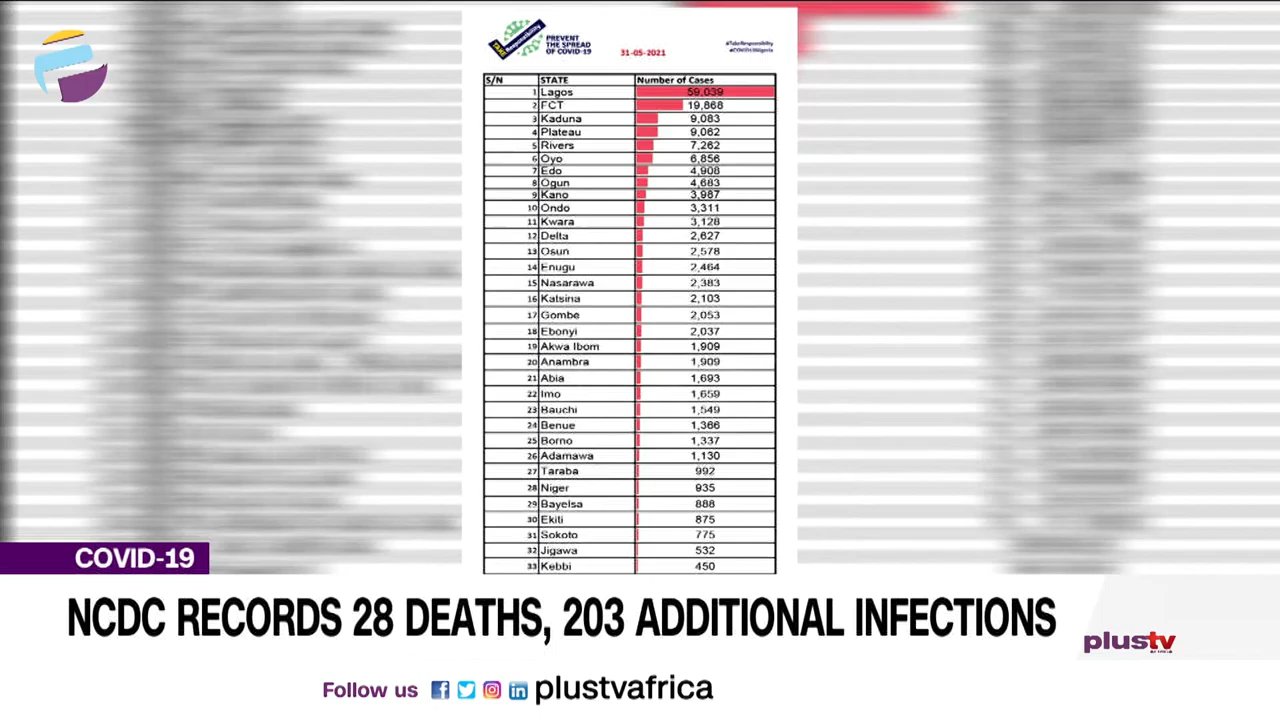 TAKE Responsibility
PREVENT
THE SPREAD
OF COVID-19
31-05-2021
#TakeResponsibility
#COVID19Nigeria
S/N STATE Number of Cases
1 Lagos 59,039
2 FCT 19,868
3 Kaduna 9,083
4 Plateau 9,062
5 Rivers 7,262
6 Oyo 6,856
7 Edo 4,908
8 Ogun 4,683
9 Kano 3,987
10 Ondo 3,311
11 Kwara 3,128
12 Delta 2,627
13 Osun 2,578
14 Enugu 2,464
15 Nasarawa 2,383
16 Katsina 2,103
17 Gombe 2,053
18 Ebonyi 2,037
19 Akwa Ibom 1,909
20 Anambra 1,909
21 Abia 1,693
22 Imo 1,659
23 Bauchi 1,549
24 Benue 1,366
25 Borno 1,337
26 Adamawa 1,130
27 Taraba 992
28 Niger 935
29 Bayelsa 888
30 Ekiti 875
31 Sokoto 775
32 Jigawa 532
33 Kebbi 450
COVID-19
NCDC RECORDS 28 DEATHS, 203 ADDITIONAL INFECTIONS
plustv
Follow us plustvafrica